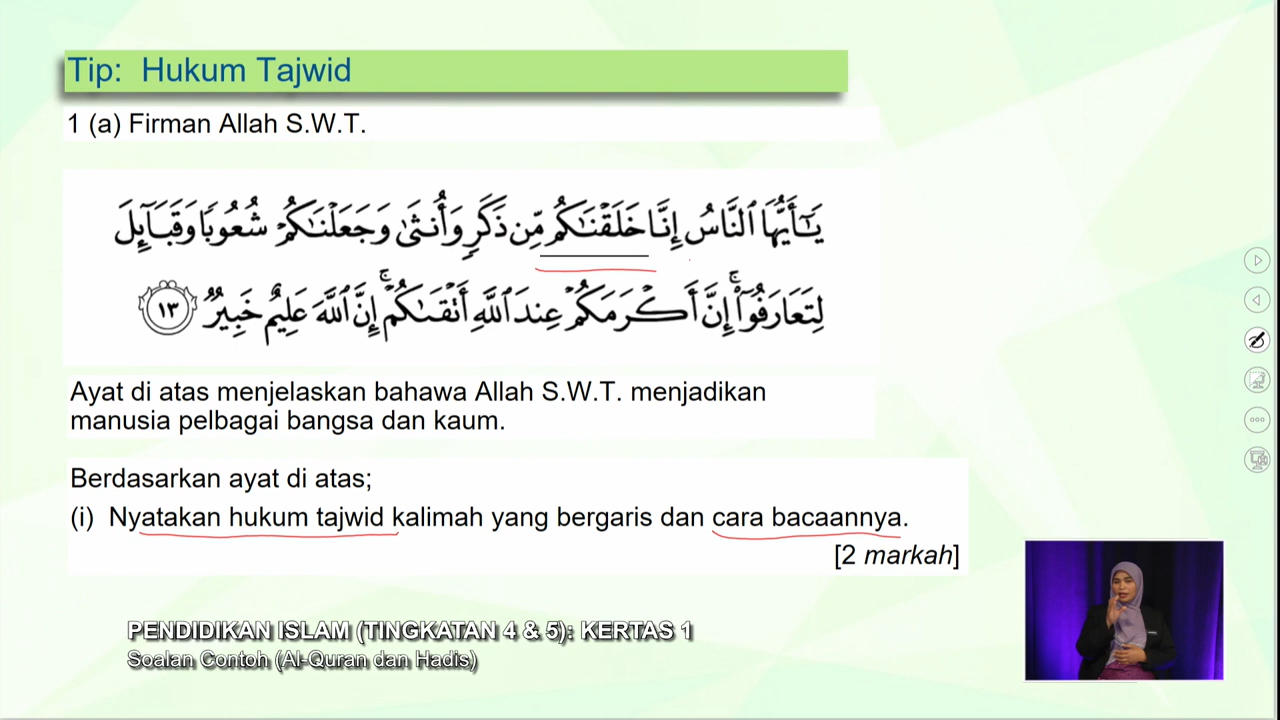 Tip: Hukum Tajwid
1 (a) Firman Allah S.W.T.
يَـٰٓأَيُّهَا ٱلنَّاسُ إِنَّا خَلَقۡنَـٰكُم مِّن ذَكَرٖ وَأُنثَىٰ وَجَعَلۡنَـٰكُمۡ شُعُوبٗا وَقَبَآئِلَ
لِتَعَارَفُوٓاْۚ إِنَّ أَكۡرَمَكُمۡ عِندَ ٱللَّهِ أَتۡقَىٰكُمۡۚ إِنَّ ٱللَّهَ عَلِيمٌ خَبِيرٞ ١٣
Ayat di atas menjelaskan bahawa Allah S.W.T. menjadikan
manusia pelbagai bangsa dan kaum.
Berdasarkan ayat di atas;
(i) Nyatakan hukum tajwid kalimah yang bergaris dan cara bacaannya.
[2 markah]
PENDIDIKAN ISLAM (TINGKATAN 4 & 5): KERTAS 1
Soalan Contoh (Al-Quran dan Hadis)